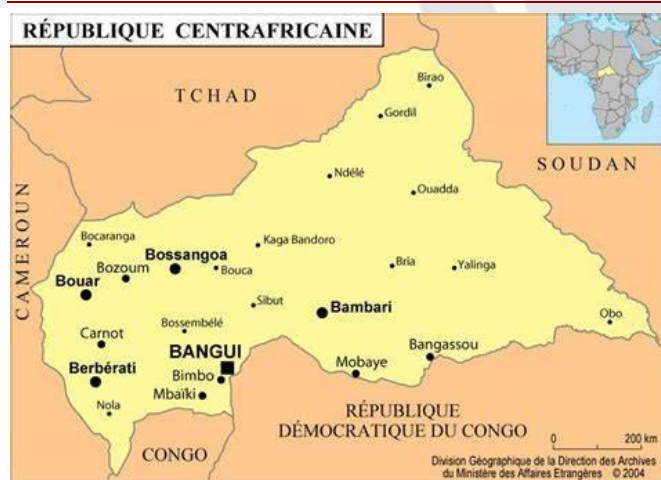 RÉPUBLIQUE CENTRAFRICAINE
TCHAD
Birao
Gordil
SOUDAN
Ndélé
Ouadda
CAMEROUN
Bocaranga
Bossangoa
Kaga Bandoro
Bozoum
Bouca
Bria
Yalinga
Bouar
Sibut
Bambari
Obo
Carnot
Bossembélé
BANGUI
Bangassou
Berbérati
Bimbo
Mobaye
Mbaïki
Nola
RÉPUBLIQUE
DÉMOCRATIQUE DU CONGO
CONGO
0 200 km
Division Géographique de la Direction des Archives
du Ministère des Affaires Etrangères © 2004